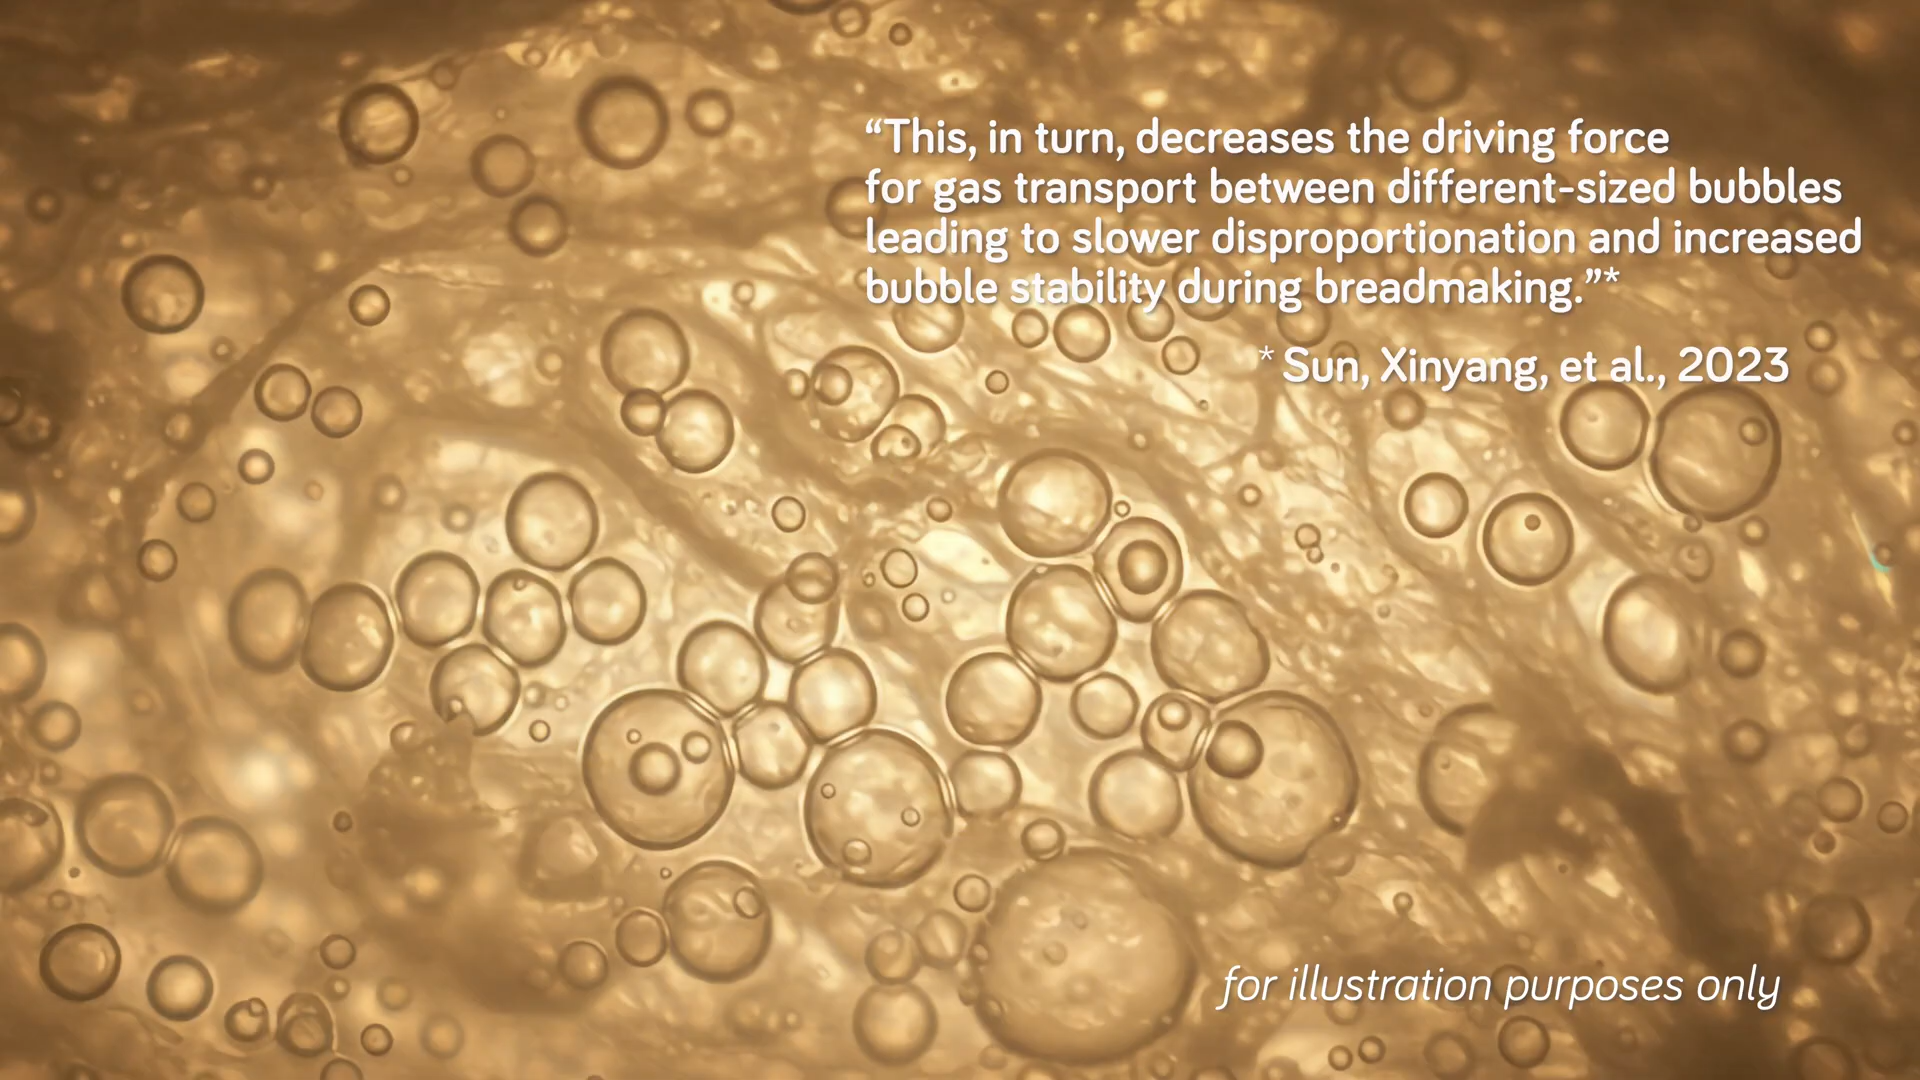 “This, in turn, decreases the driving force
for gas transport between different-sized bubbles
leading to slower disproportionation and increased
bubble stability during breadmaking.”*
* Sun, Xinyang, et al., 2023
for illustration purposes only